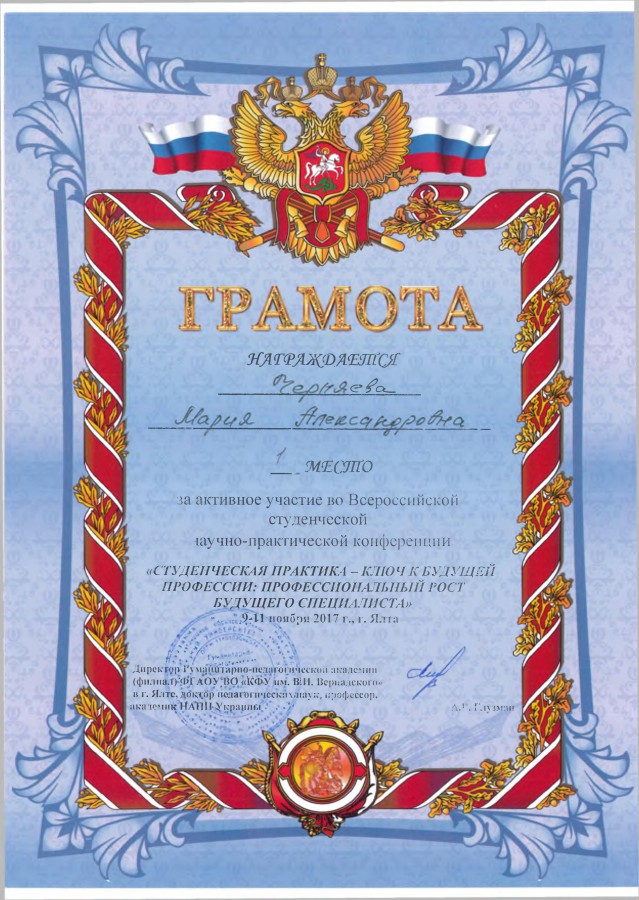 ГРАМОТА
НАГРАЖДАЕТСЯ
Черняева
Мария Александровна
1 МЕСТО
за активное участие во Всероссийской
студенческой
научно-практической конференции
«СТУДЕНЧЕСКАЯ ПРАКТИКА – КЛЮЧ К БУДУЩЕЙ
ПРОФЕССИИ: ПРОФЕССИОНАЛЬНЫЙ РОСТ
БУДУЩЕГО СПЕЦИАЛИСТА»
9-11 ноября 2017 г., г. Ялта
Директор Гуманитарно-педагогической академии
(филиал) ФГАОУ ВО «КФУ им. В.И. Вернадского»
в г. Ялте, доктор педагогических наук, профессор,
академик НАПН Украины
Глузман